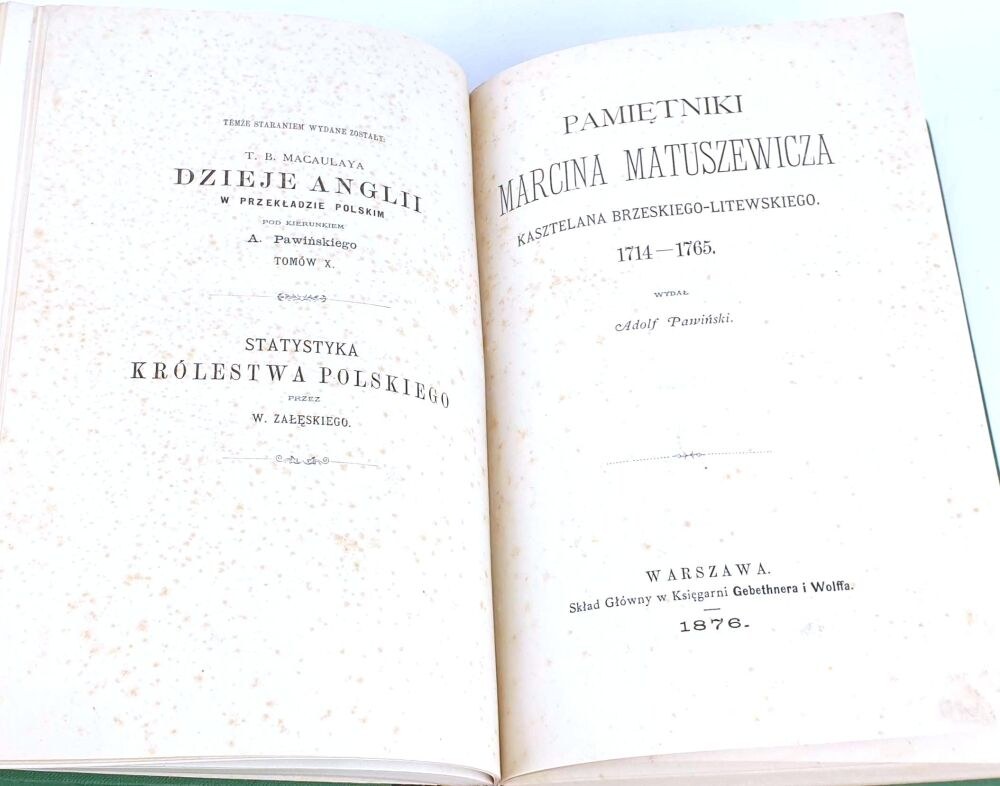 TEMŻE STARANIEM WYDANE ZOSTAŁY:
T. B. MACAULAYA
DZIEJE ANGLII
W PRZEKŁADZIE POLSKIM
POD KIERUNKIEM
A. Pawińskiego
TOMÓW X.
STATYSTYKA
KRÓLESTWA POLSKIEGO
PRZEZ
W. ZAŁĘSKIEGO.
PAMIĘTNIKI
MARCINA MATUSZEWICZA
KASZTELANA BRZESKIEGO-LITEWSKIEGO.
1714—1765.
WYDAŁ
Adolf Pawiński.
WARSZAWA.
Skład Główny w Księgarni Gebethnera i Wolffa.
1876.